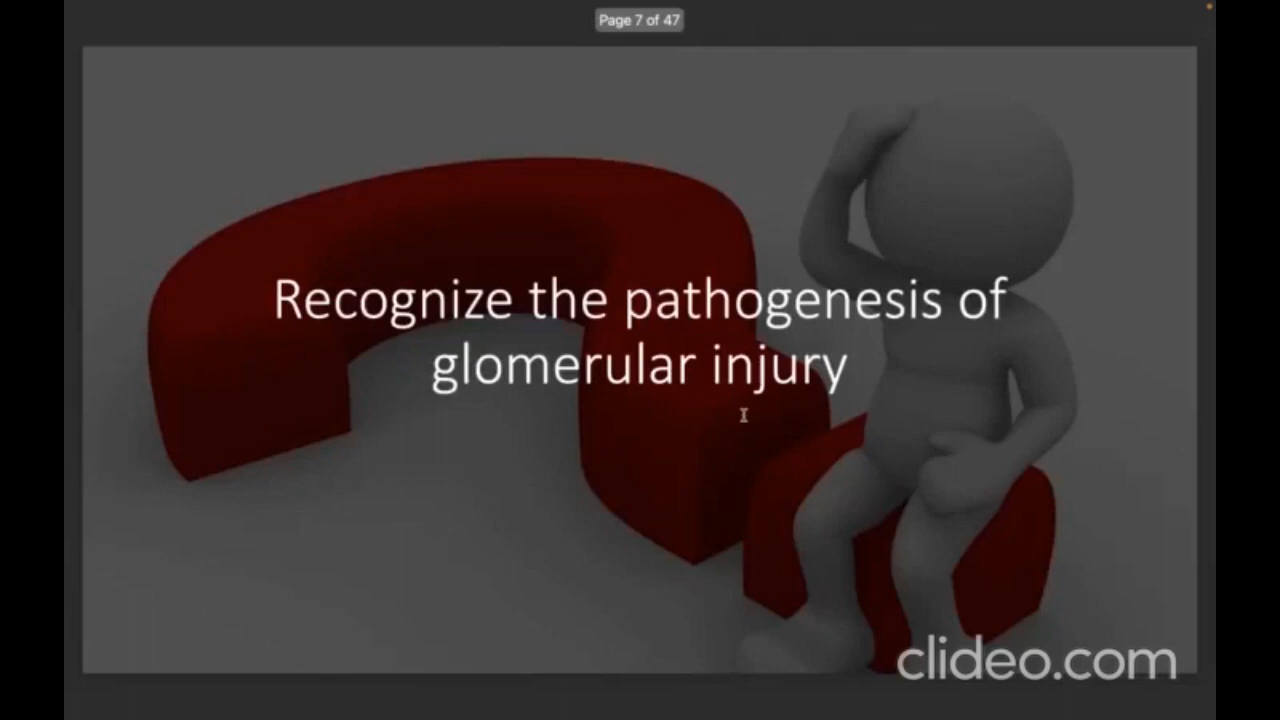 Page 7 of 47
Recognize the pathogenesis of
glomerular injury
clideo.com